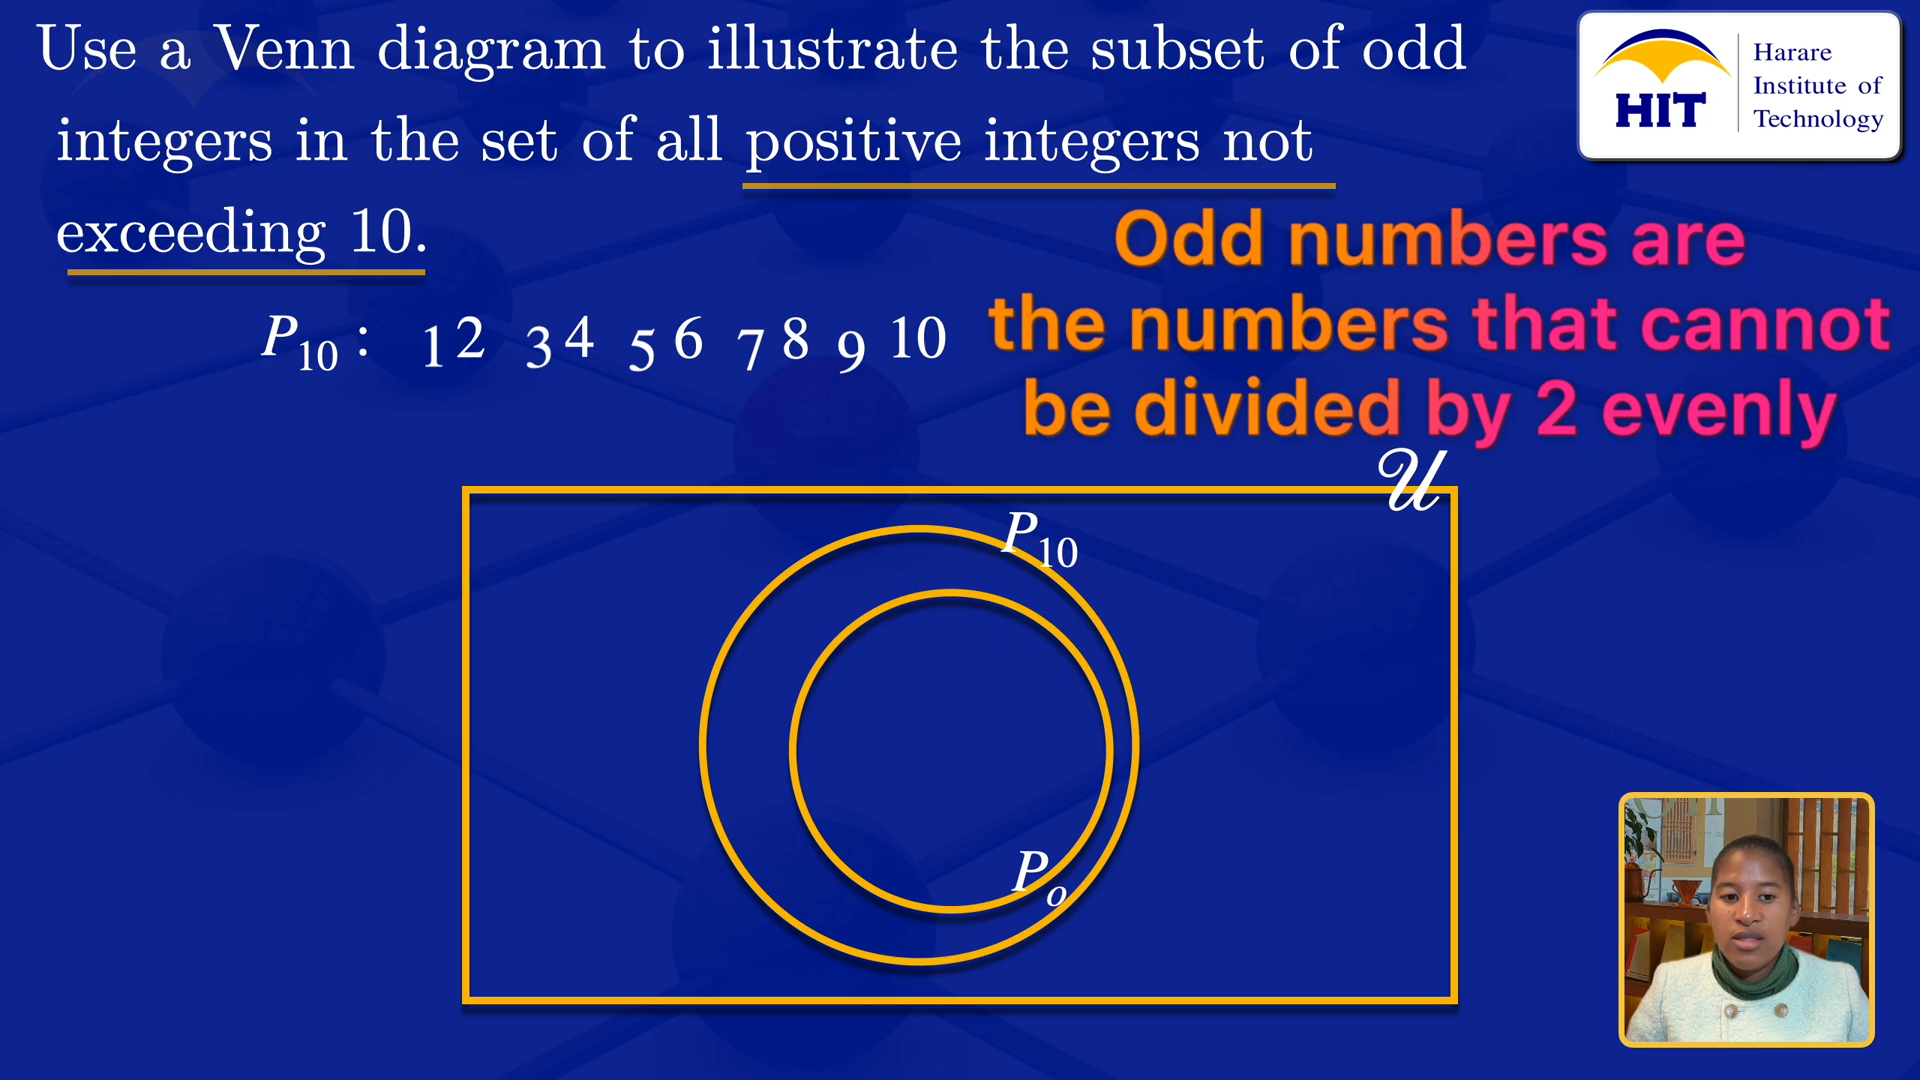 Use a Venn diagram to illustrate the subset of odd
integers in the set of all positive integers not
exceeding 10.
HIT
Harare
Institute of
Technology
Odd numbers are
the numbers that cannot
be divided by 2 evenly
P10 : 1 2 3 4 5 6 7 8 9 10
𝒰
P10
Po